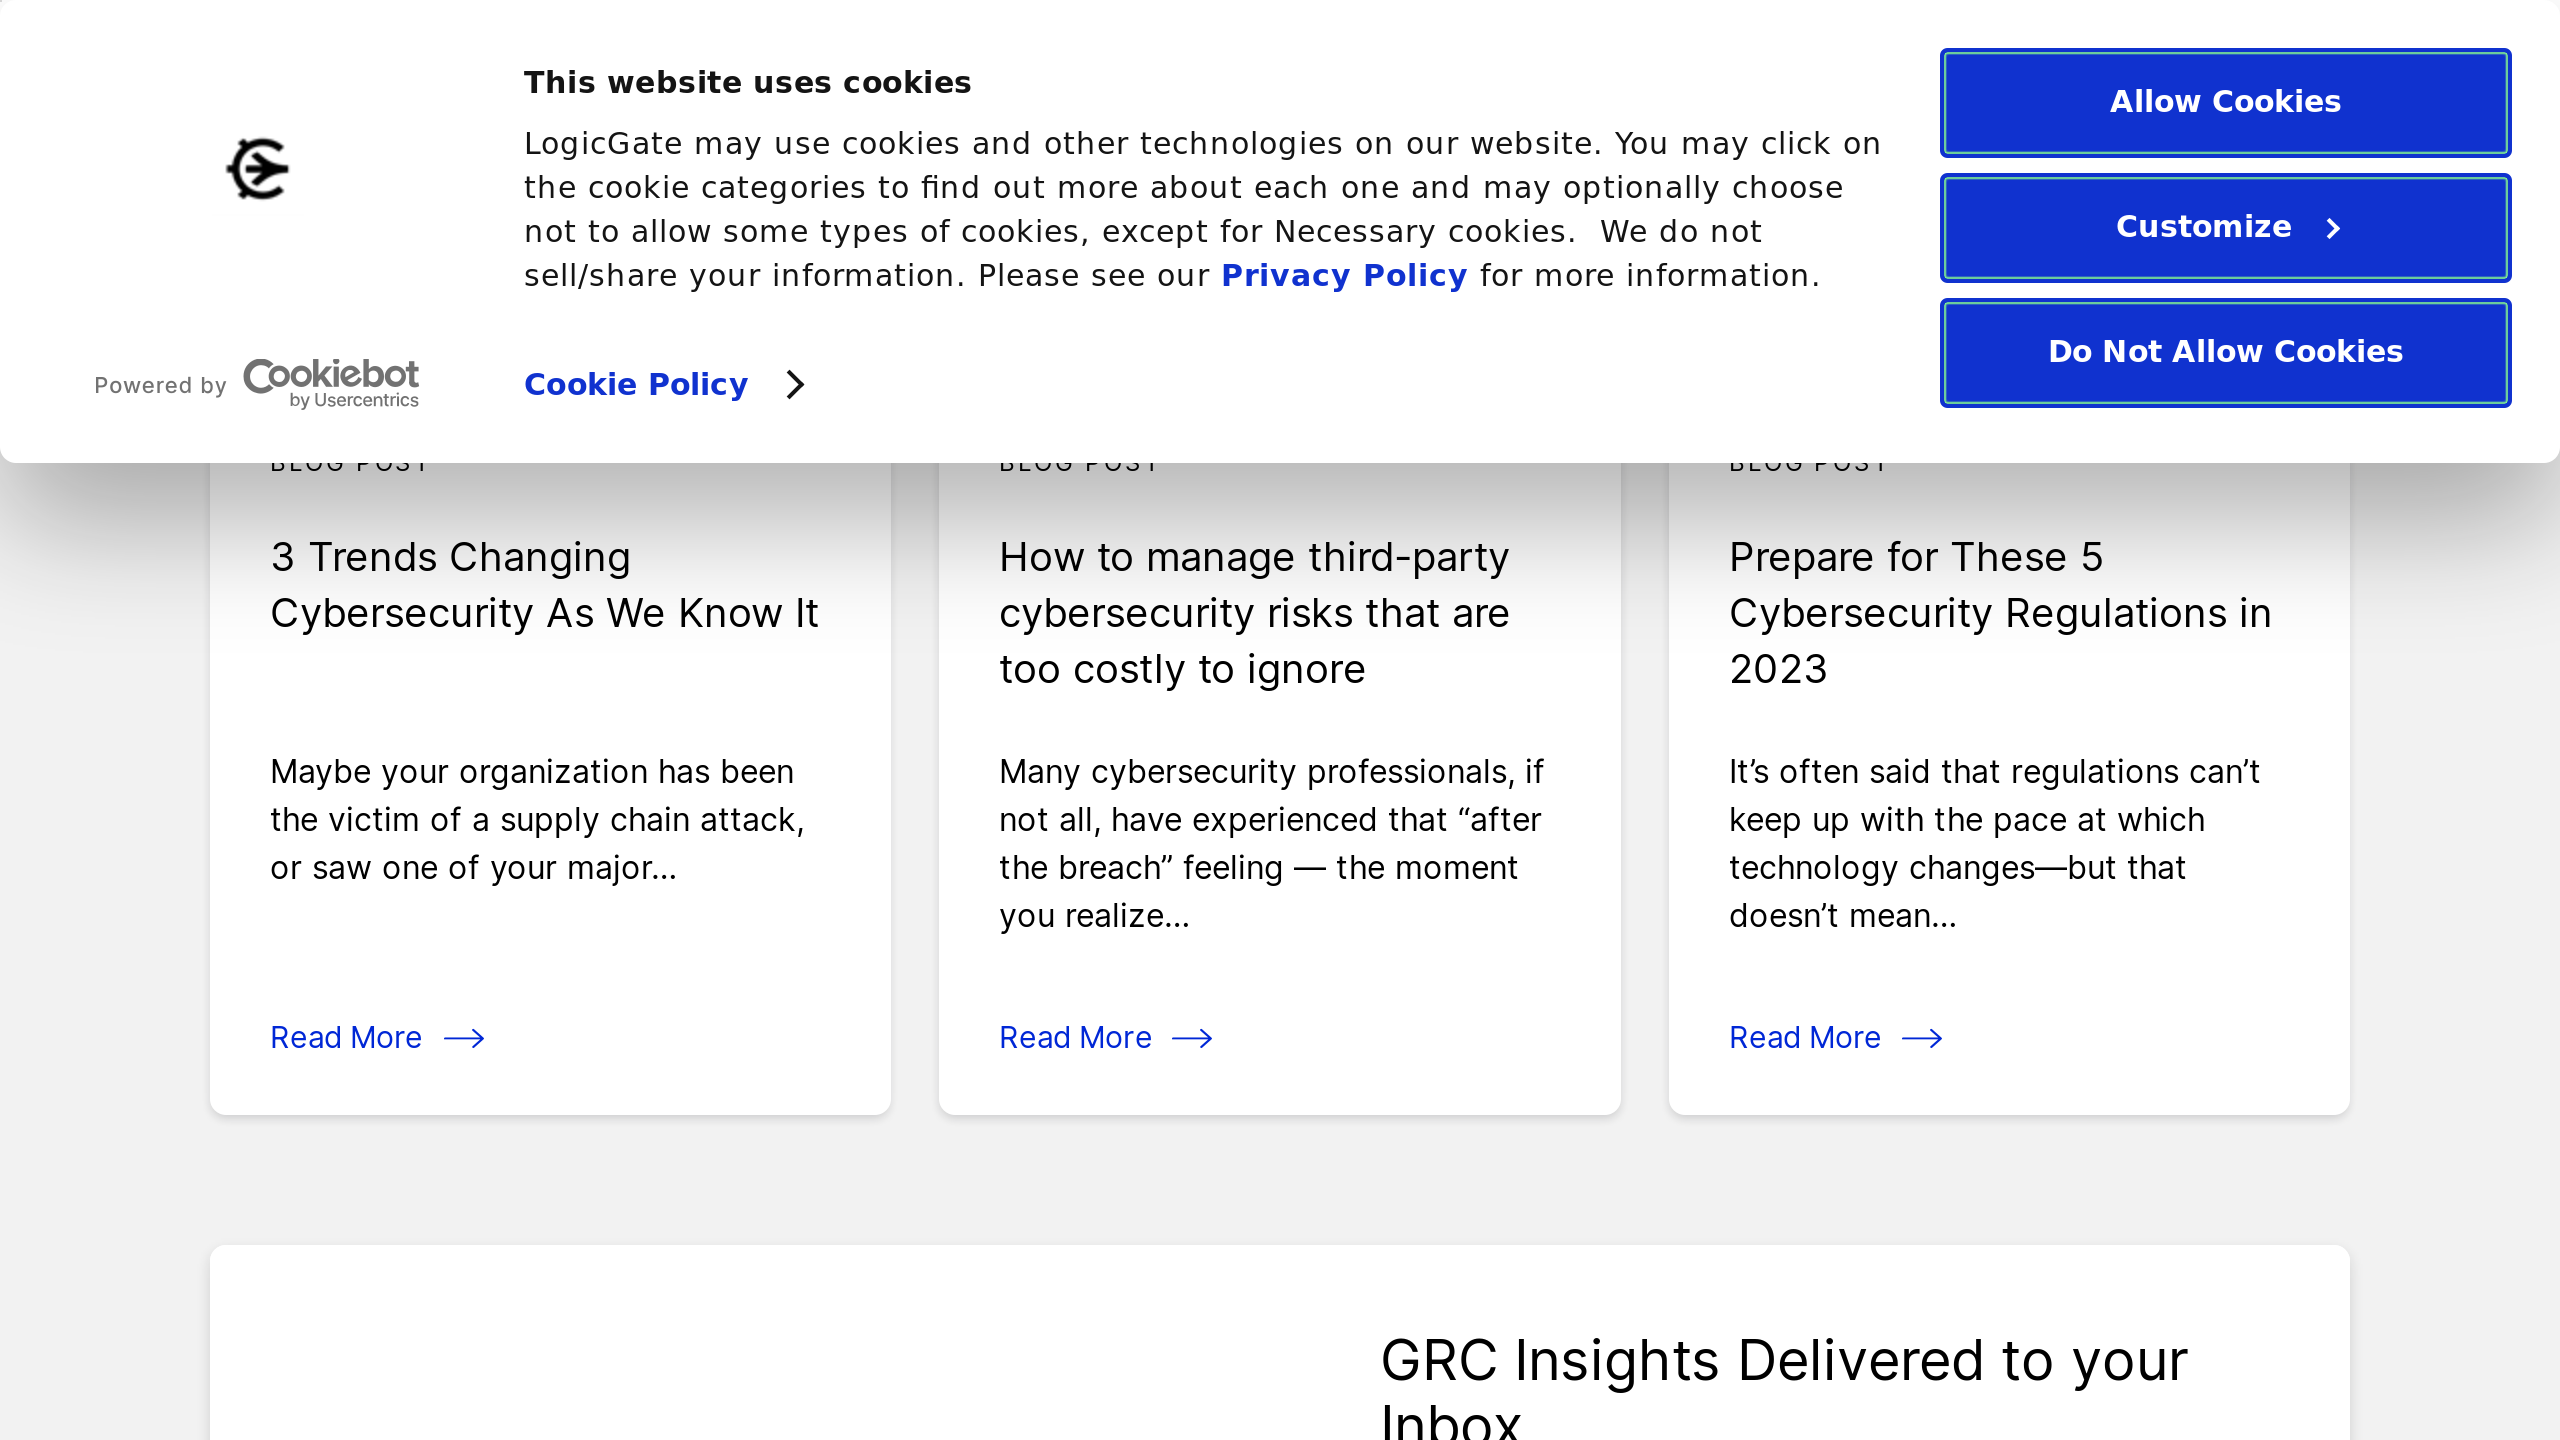 This website uses cookies
LogicGate may use cookies and other technologies on our website. You may click on
the cookie categories to find out more about each one and may optionally choose
not to allow some types of cookies, except for Necessary cookies.  We do not
sell/share your information. Please see our Privacy Policy for more information.
Powered by Cookiebot
by Usercentrics
Cookie Policy
Allow Cookies
Customize
Do Not Allow Cookies
BLOG POST
3 Trends Changing
Cybersecurity As We Know It
Maybe your organization has been
the victim of a supply chain attack,
or saw one of your major...
Read More
BLOG POST
How to manage third-party
cybersecurity risks that are
too costly to ignore
Many cybersecurity professionals, if
not all, have experienced that “after
the breach” feeling — the moment
you realize...
Read More
BLOG POST
Prepare for These 5
Cybersecurity Regulations in
2023
It’s often said that regulations can’t
keep up with the pace at which
technology changes—but that
doesn’t mean...
Read More
GRC Insights Delivered to your
Inbox